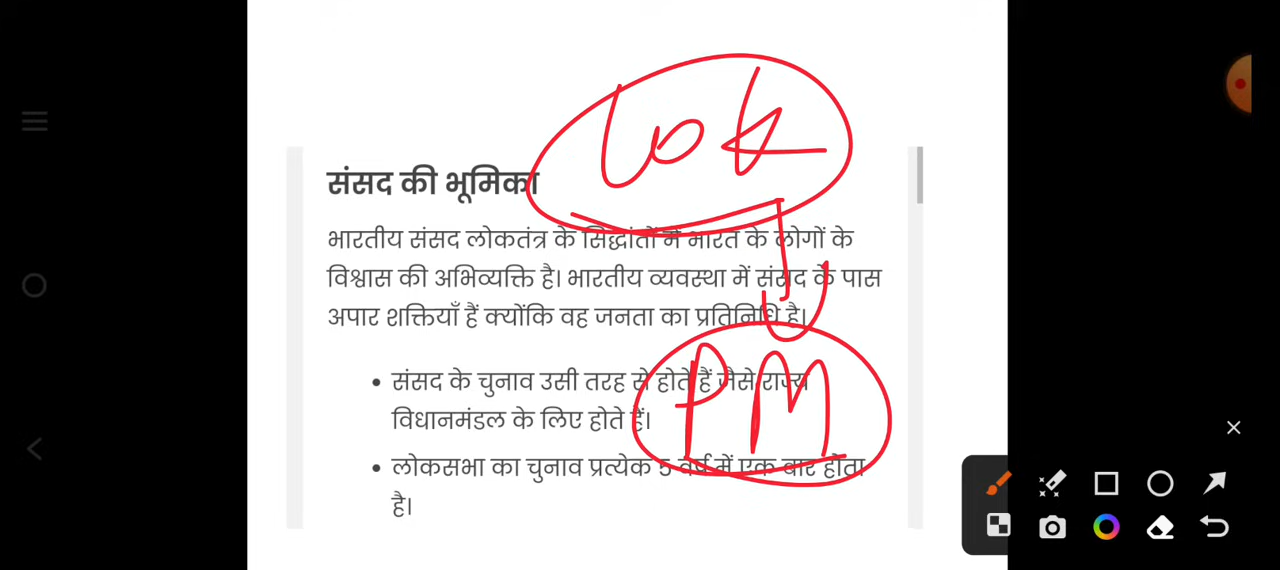 lok
संसद की भूमिका
भारतीय संसद लोकतंत्र के सिद्धांतों में भारत के लोगों के
विश्वास की अभिव्यक्ति है। भारतीय व्यवस्था में संसद के पास
अपार शक्तियाँ हैं क्योंकि वह जनता का प्रतिनिधि है।
PM
संसद के चुनाव उसी तरह से होते हैं जैसे राज्य
विधानमंडल के लिए होते हैं।
लोकसभा का चुनाव प्रत्येक 5 वर्ष में एक बार होता
है।